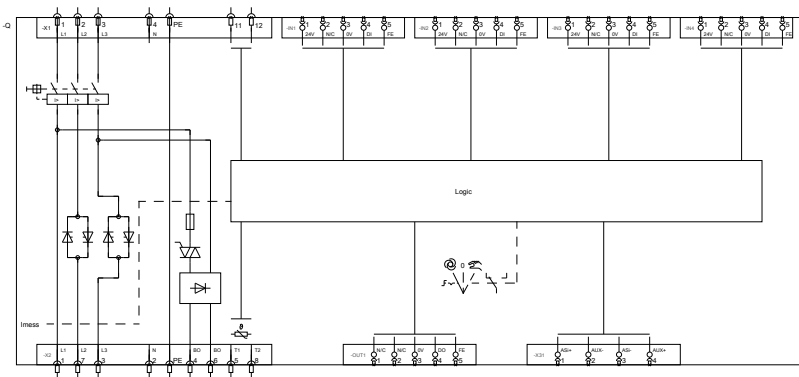 -Q
-X1
1 2 3 4 PE 11 12
L1 L2 L3 N
-IN1
1 2 3 4 5
24V N/C 0V DI FE
-IN2
1 2 3 4 5
24V N/C 0V DI FE
-IN3
1 2 3 4 5
24V N/C 0V DI FE
-IN4
1 2 3 4 5
24V N/C 0V DI FE
I> I> I>
Logic
0
Imess
ϑ
-X2
L1 L2 L3 N BO BO T1 T2
1 7 3 2 PE 4 6 5 8
-OUT1
N/C N/C 0V DO FE
1 2 3 4 5
-X31
ASi+ AUX- ASi- AUX+
1 2 3 4